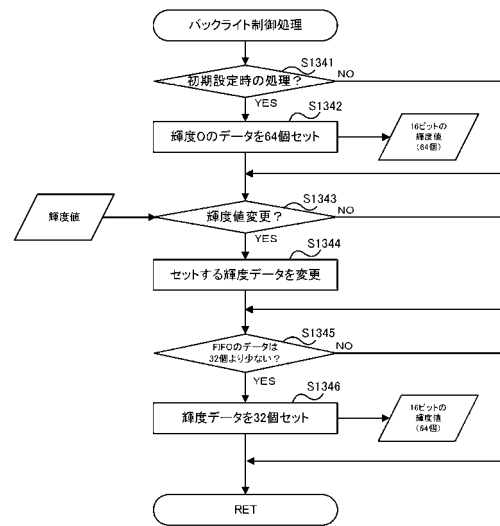 バックライト制御処理
S1341
初期設定時の処理？
NO
YES
S1342
輝度0のデータを64個セット
16ビットの
輝度値
(64個)
S1343
輝度値
輝度値変更？
NO
YES
S1344
セットする輝度データを変更
S1345
FIFOのデータは
32個より少ない？
NO
YES
S1346
輝度データを32個セット
16ビットの
輝度値
(64個)
RET